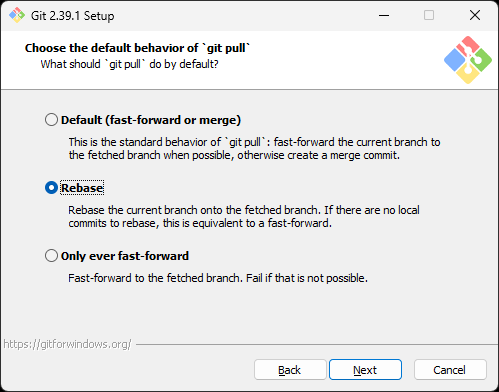 Git 2.39.1 Setup
Choose the default behavior of `git pull`
What should `git pull` do by default?
Default (fast-forward or merge)
This is the standard behavior of `git pull`: fast-forward the current branch to
the fetched branch when possible, otherwise create a merge commit.
Rebase
Rebase the current branch onto the fetched branch. If there are no local
commits to rebase, this is equivalent to a fast-forward.
Only ever fast-forward
Fast-forward to the fetched branch. Fail if that is not possible.
https://gitforwindows.org/
Back Next Cancel